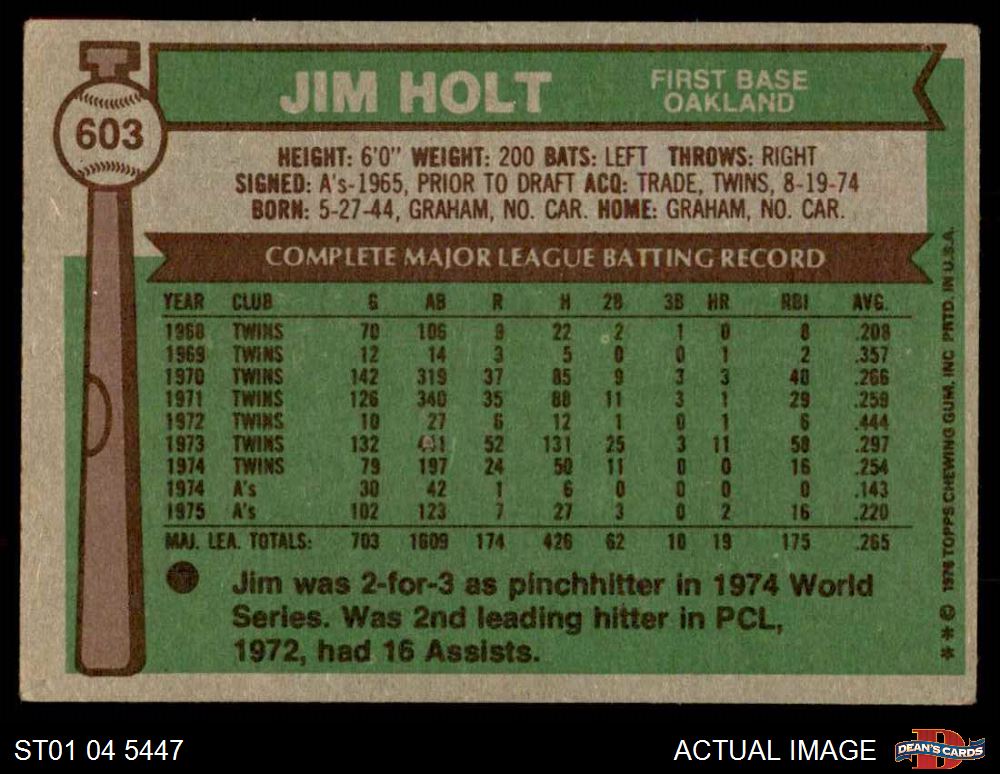 JIM HOLT
FIRST BASE
OAKLAND
603
HEIGHT: 6'0" WEIGHT: 200 BATS: LEFT THROWS: RIGHT
SIGNED: A's-1965, PRIOR TO DRAFT ACQ: TRADE, TWINS, 8-19-74
BORN: 5-27-44, GRAHAM, NO. CAR. HOME: GRAHAM, NO. CAR.
COMPLETE MAJOR LEAGUE BATTING RECORD
YEAR CLUB G AB R H 2B 3B HR RBI AVG.
1968 TWINS 70 106 9 22 2 1 0 8 .208
1969 TWINS 12 14 3 5 0 0 1 2 .357
1970 TWINS 142 319 37 85 9 3 3 40 .266
1971 TWINS 126 340 35 88 11 3 1 29 .259
1972 TWINS 10 27 6 12 1 0 1 6 .444
1973 TWINS 132 441 52 131 25 3 11 58 .297
1974 TWINS 79 197 24 50 11 0 0 16 .254
1974 A's 30 42 1 6 0 0 0 0 .143
1975 A's 102 123 7 27 3 0 2 16 .220
MAJ. LEA. TOTALS: 703 1609 174 426 62 10 19 175 .265
Jim was 2-for-3 as pinchhitter in 1974 World
Series. Was 2nd leading hitter in PCL,
1972, had 16 Assists.
* * © 1976 TOPPS CHEWING GUM, INC PRTD. IN U.S.A.
ST01 04 5447
ACTUAL IMAGE
D
DEAN'S CARDS